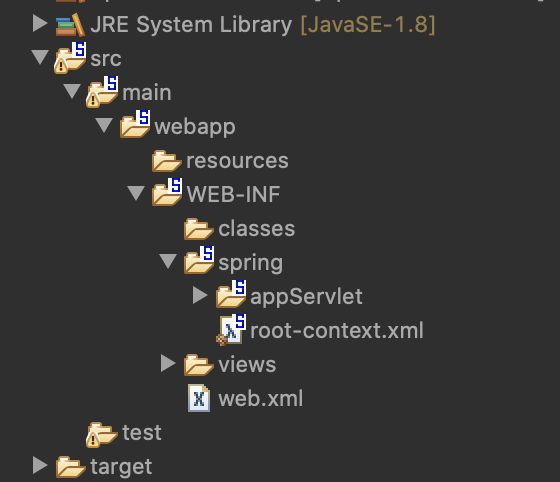 JRE System Library [JavaSE-1.8]
src
main
webapp
resources
WEB-INF
classes
spring
appServlet
root-context.xml
views
web.xml
test
target